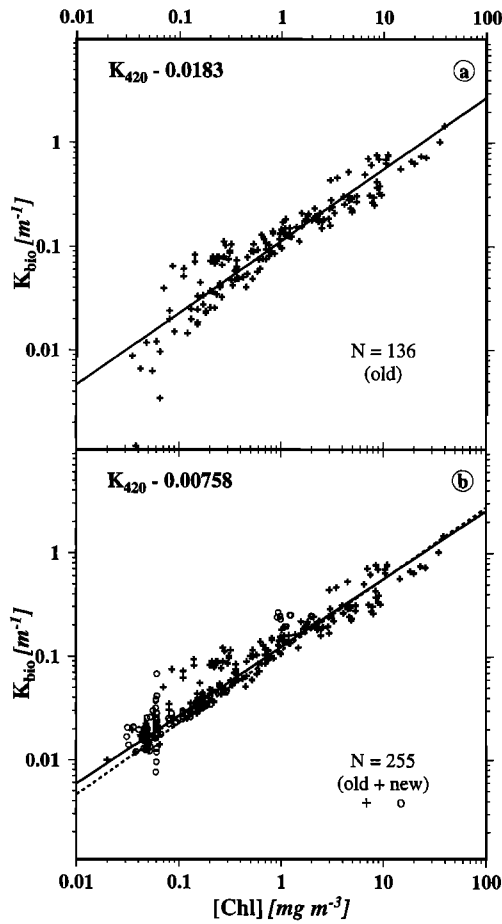 0.01 0.1 1 10 100
K420 - 0.0183
a
1
0.1
0.01
Kbio [m-1]
N = 136
(old)
K420 - 0.00758
b
1
0.1
0.01
Kbio [m-1]
N = 255
(old + new)
+ o
0.01 0.1 1 10 100
[Chl] [mg m-3]